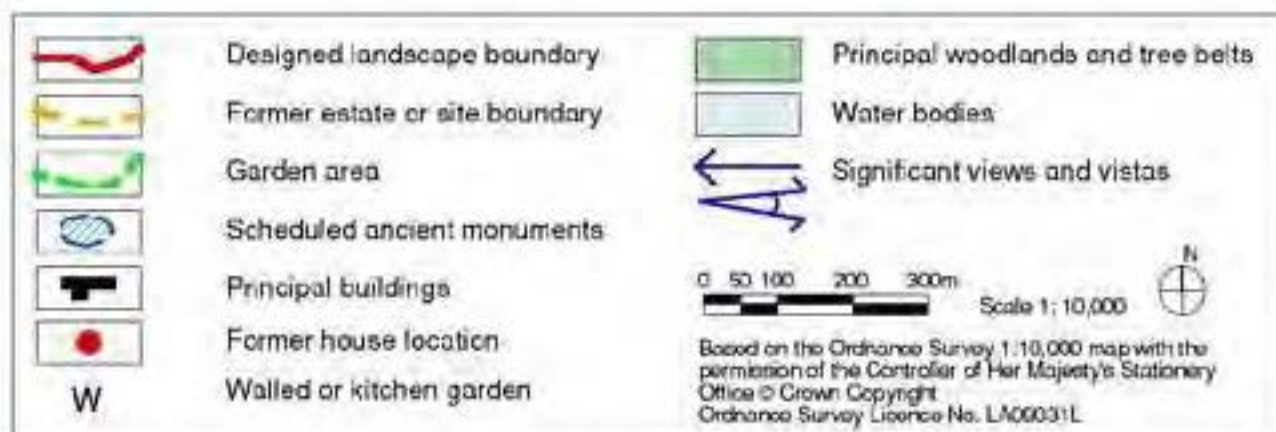 Designed landscape boundary
Former estate or site boundary
Garden area
Scheduled ancient monuments
Principal buildings
Former house location
W Walled or kitchen garden
Principal woodlands and tree belts
Water bodies
Significant views and vistas
N
0 50 100 200 300m
Scale 1: 10,000
Based on the Ordnance Survey 1:10,000 map with the
permission of the Controller of Her Majesty's Stationery
Office © Crown Copyright
Ordnance Survey Licence No.